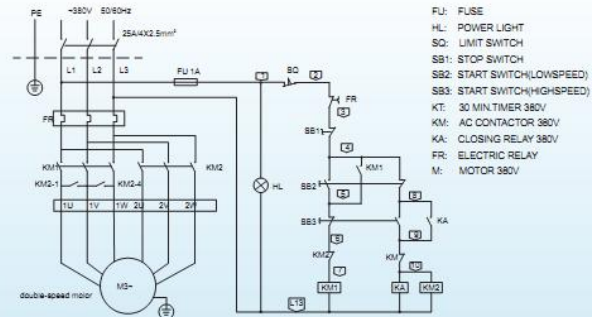 PE
~380V
50/60Hz
25A/4X2.5mm²
L1
L2
L3
FU 1A
1
SQ
2
FR
3
FR
SB1
4
KM1
KM2
KM1
KM2-1
KM2-4
HL
SB2
5
8
1U
1V
1W
2U
2V
2W
SB3
KA
9
6
KM2
KM
7
10
M3~
double-speed motor
L13
KM1
KA
KM2
FU: FUSE
HL: POWER LIGHT
SQ: LIMIT SWITCH
SB1: STOP SWITCH
SB2: START SWITCH(LOWSPEED)
SB3: START SWITCH(HIGHSPEED)
KT: 30 MIN.TIMER 380V
KM: AC CONTACTOR 380V
KA: CLOSING RELAY 380V
FR: ELECTRIC RELAY
M: MOTOR 380V